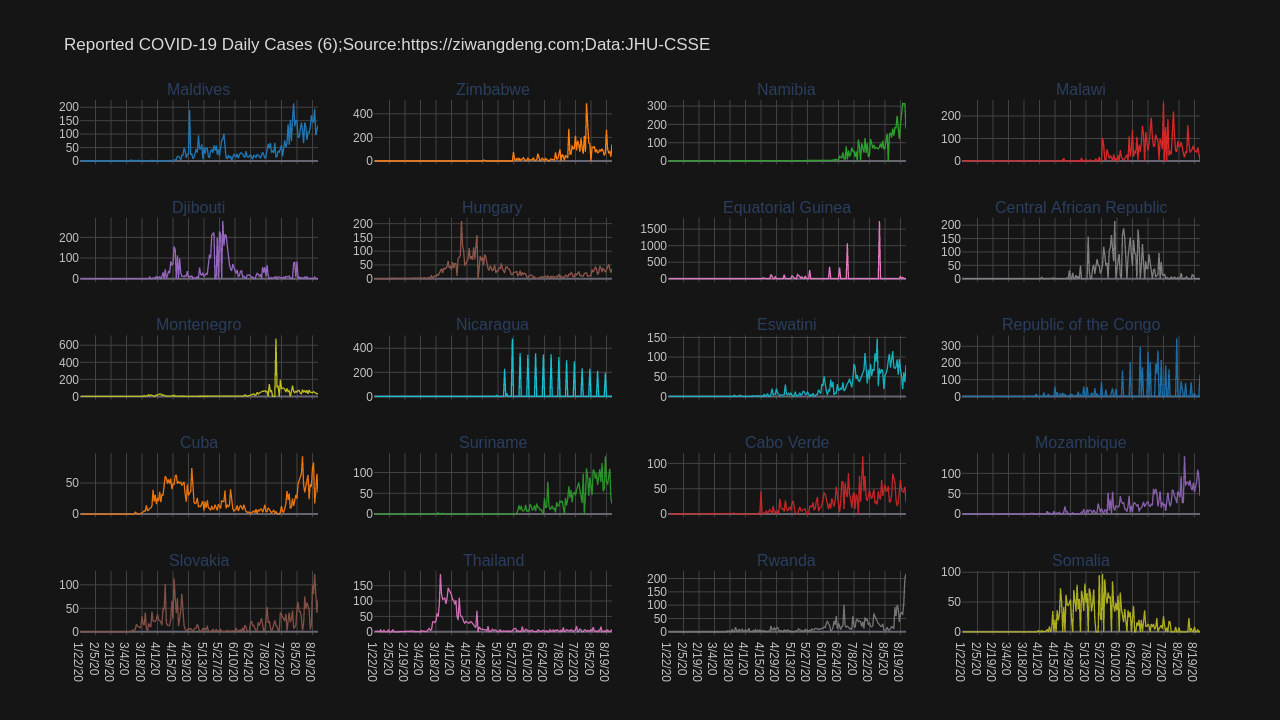 Reported COVID-19 Daily Cases (6);Source:https://ziwangdeng.com;Data:JHU-CSSE
Maldives
200
150
100
50
0
Zimbabwe
400
200
0
Namibia
300
200
100
0
Malawi
200
100
0
Djibouti
200
100
0
Hungary
200
150
100
50
0
Equatorial Guinea
1500
1000
500
0
Central African Republic
200
150
100
50
0
Montenegro
600
400
200
0
Nicaragua
400
200
0
Eswatini
150
100
50
0
Republic of the Congo
300
200
100
0
Cuba
50
0
Suriname
100
50
0
Cabo Verde
100
50
0
Mozambique
100
50
0
Slovakia
100
50
0
Thailand
150
100
50
0
Rwanda
200
150
100
50
0
Somalia
100
50
0
1/22/20 2/5/20 2/19/20 3/4/20 3/18/20 4/1/20 4/15/20 4/29/20 5/13/20 5/27/20 6/10/20 6/24/20 7/8/20 7/22/20 8/5/20 8/19/20
1/22/20 2/5/20 2/19/20 3/4/20 3/18/20 4/1/20 4/15/20 4/29/20 5/13/20 5/27/20 6/10/20 6/24/20 7/8/20 7/22/20 8/5/20 8/19/20
1/22/20 2/5/20 2/19/20 3/4/20 3/18/20 4/1/20 4/15/20 4/29/20 5/13/20 5/27/20 6/10/20 6/24/20 7/8/20 7/22/20 8/5/20 8/19/20
1/22/20 2/5/20 2/19/20 3/4/20 3/18/20 4/1/20 4/15/20 4/29/20 5/13/20 5/27/20 6/10/20 6/24/20 7/8/20 7/22/20 8/5/20 8/19/20